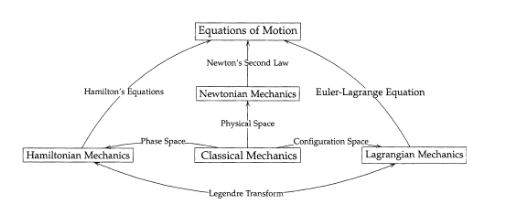 Equations of Motion
Newton's Second Law
Hamilton's Equations
Newtonian Mechanics
Euler-Lagrange Equation
Physical Space
Phase Space
Configuration Space
Hamiltonian Mechanics
Classical Mechanics
Lagrangian Mechanics
Legendre Transform